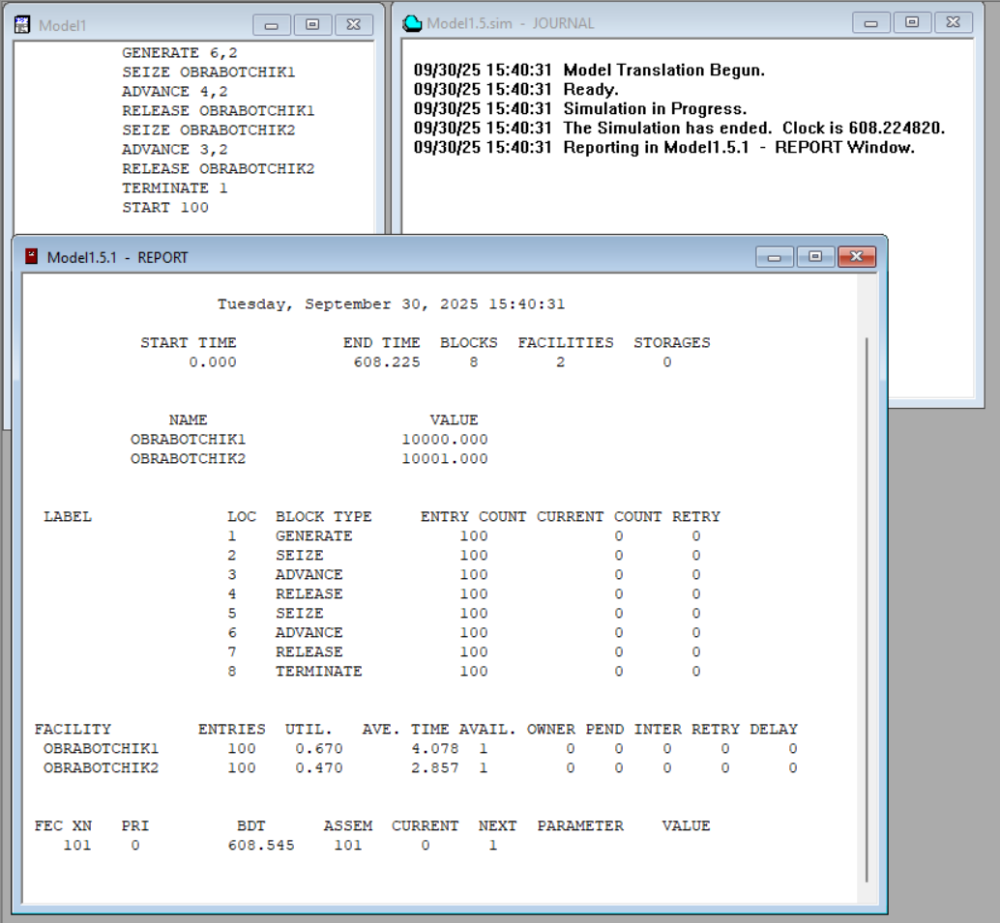 Model1
GENERATE 6,2
SEIZE OBRABOTCHIK1
ADVANCE 4,2
RELEASE OBRABOTCHIK1
SEIZE OBRABOTCHIK2
ADVANCE 3,2
RELEASE OBRABOTCHIK2
TERMINATE 1
START 100
Model1.5.sim - JOURNAL
09/30/25 15:40:31 Model Translation Begun.
09/30/25 15:40:31 Ready.
09/30/25 15:40:31 Simulation in Progress.
09/30/25 15:40:31 The Simulation has ended. Clock is 608.224820.
09/30/25 15:40:31 Reporting in Model1.5.1 - REPORT Window.
Model1.5.1 - REPORT
Tuesday, September 30, 2025 15:40:31
START TIME END TIME BLOCKS FACILITIES STORAGES
0.000 608.225 8 2 0
NAME VALUE
OBRABOTCHIK1 10000.000
OBRABOTCHIK2 10001.000
LABEL LOC BLOCK TYPE ENTRY COUNT CURRENT COUNT RETRY
1 GENERATE 100 0 0
2 SEIZE 100 0 0
3 ADVANCE 100 0 0
4 RELEASE 100 0 0
5 SEIZE 100 0 0
6 ADVANCE 100 0 0
7 RELEASE 100 0 0
8 TERMINATE 100 0 0
FACILITY ENTRIES UTIL. AVE. TIME AVAIL. OWNER PEND INTER RETRY DELAY
OBRABOTCHIK1 100 0.670 4.078 1 0 0 0 0 0
OBRABOTCHIK2 100 0.470 2.857 1 0 0 0 0 0
FEC XN PRI BDT ASSEM CURRENT NEXT PARAMETER VALUE
101 0 608.545 101 0 1